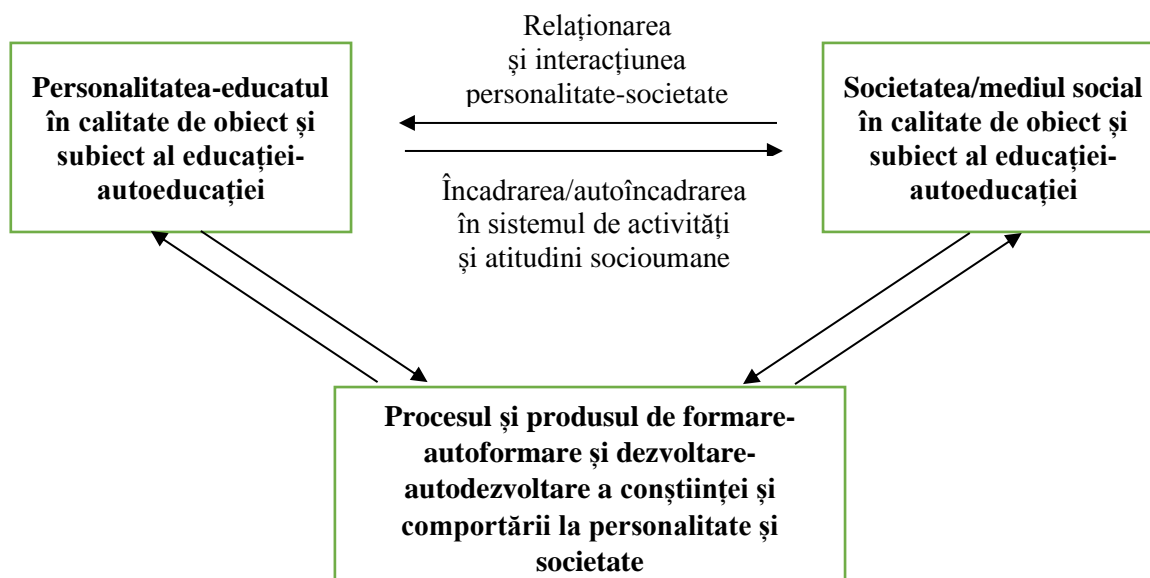 Relaționarea
și interacțiunea
personalitate-societate
Personalitatea-educatul
în calitate de obiect și
subiect al educației-
autoeducației
Societatea/mediul social
în calitate de obiect și
subiect al educației-
autoeducației
Încadrarea/autoîncadrarea
în sistemul de activități
și atitudini socioumane
Procesul și produsul de formare-
autoformare și dezvoltare-
autodezvoltare a conștiinței și
comportării la personalitate și
societate